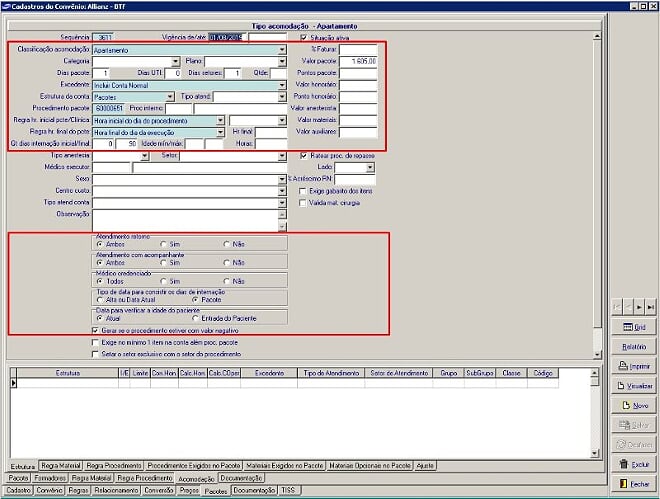 Cadastros do Convênio: Allianz - BTF
Tipo acomodação - Apartamento
Sequência 3611 Vigência de/até: 01/09/2015 Situação ativa
Classificação acomodação: Apartamento % Faturar:
Categoria: Plano: Valor pacote: 1.605,00
Dias pacote: 1 Dias UTI: 0 Dias setores: 1 Qtde: Pontos pacote:
Excedente: Incluir Conta Normal Valor honorário:
Estrutura da conta: Pacotes Tipo atend: Ponto honorário:
Procedimento pacote: 60000651 Proc interno: Valor anestesista:
Regra hr. inicial pcte/Clínica: Hora inicial do dia do procedimento Valor materiais:
Regra hr. final do pcte: Hora final do dia da execução Hr final: Valor auxiliares:
Qt dias internação inicial/final: 0 90 Idade mín/máx: Horas:
Tipo anestesia: Setor: Ratear proc. de repasse
Médico executor: Lado:
Sexo: % Acréscimo RN:
Centro custo: Exige gabarito dos itens
Tipo atend conta: Valida mat. cirurgia
Observação:
Atendimento retorno
Ambos Sim Não
Atendimento com acompanhante
Ambos Sim Não
Médico credenciado
Todos Sim Não
Tipo de data para consistir os dias de internação
Alta ou Data Atual Pacote
Data para verificar a idade do paciente
Atual Entrada do Paciente
Gerar se o procedimento estiver com valor negativo
Exige no mínimo 1 item na conta além proc. pacote
Setar o setor exclusivo com o setor do procedimento
Grid
Relatório
Imprimir
Visualizar
Novo
Salvar
Desfazer
Excluir
Fechar
Estrutura I/E Limite Con.Hon Calc.Hon Calc.COper Excedente Tipo de Atendimento Setor de Atendimento Grupo SubGrupo Classe Código
Estrutura Regra Material Regra Procedimento Procedimentos Exigidos no Pacote Materiais Exigidos no Pacote Materiais Opcionais no Pacote Ajuste
Pacote Formadores Regra Material Regra Procedimento Acomodação Documentação
Cadastro Convênio Regras Relacionamento Conversão Preços Pacotes Documentação TISS